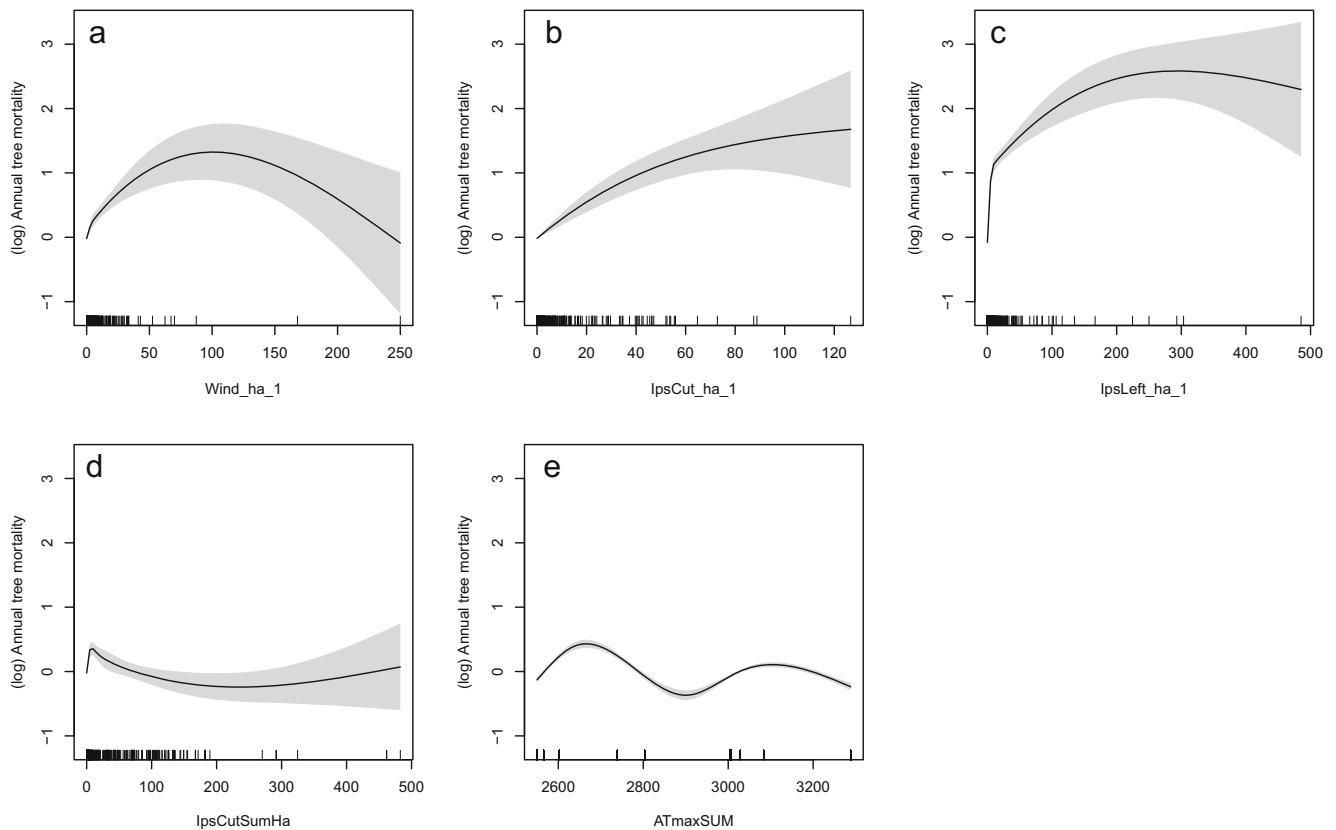 a
(log) Annual tree mortality
3
2
1
0
−1
0 50 100 150 200 250
Wind_ha_1
b
(log) Annual tree mortality
3
2
1
0
−1
0 20 40 60 80 100 120
IpsCut_ha_1
c
(log) Annual tree mortality
3
2
1
0
−1
0 100 200 300 400 500
IpsLeft_ha_1
d
(log) Annual tree mortality
3
2
1
0
−1
0 100 200 300 400 500
IpsCutSumHa
e
(log) Annual tree mortality
3
2
1
0
−1
2600 2800 3000 3200
ATmaxSUM